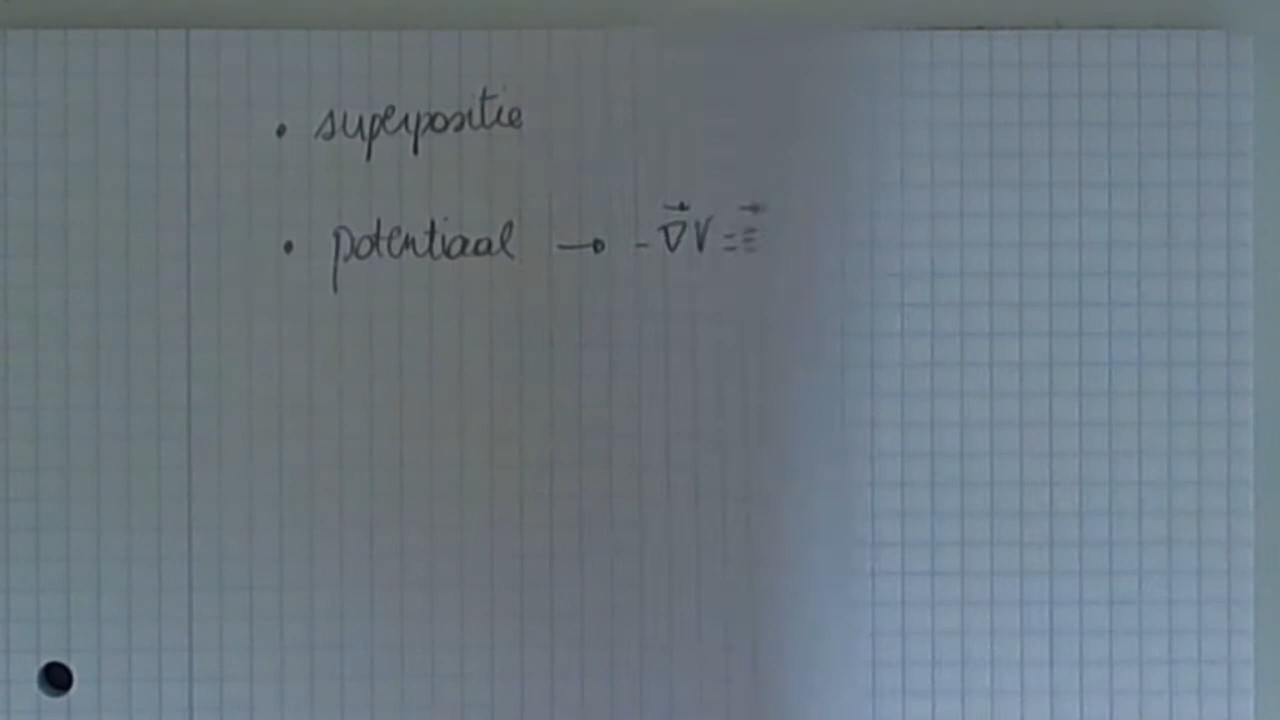 • superpositie
• potentiaal → -∇⃗V = E⃗